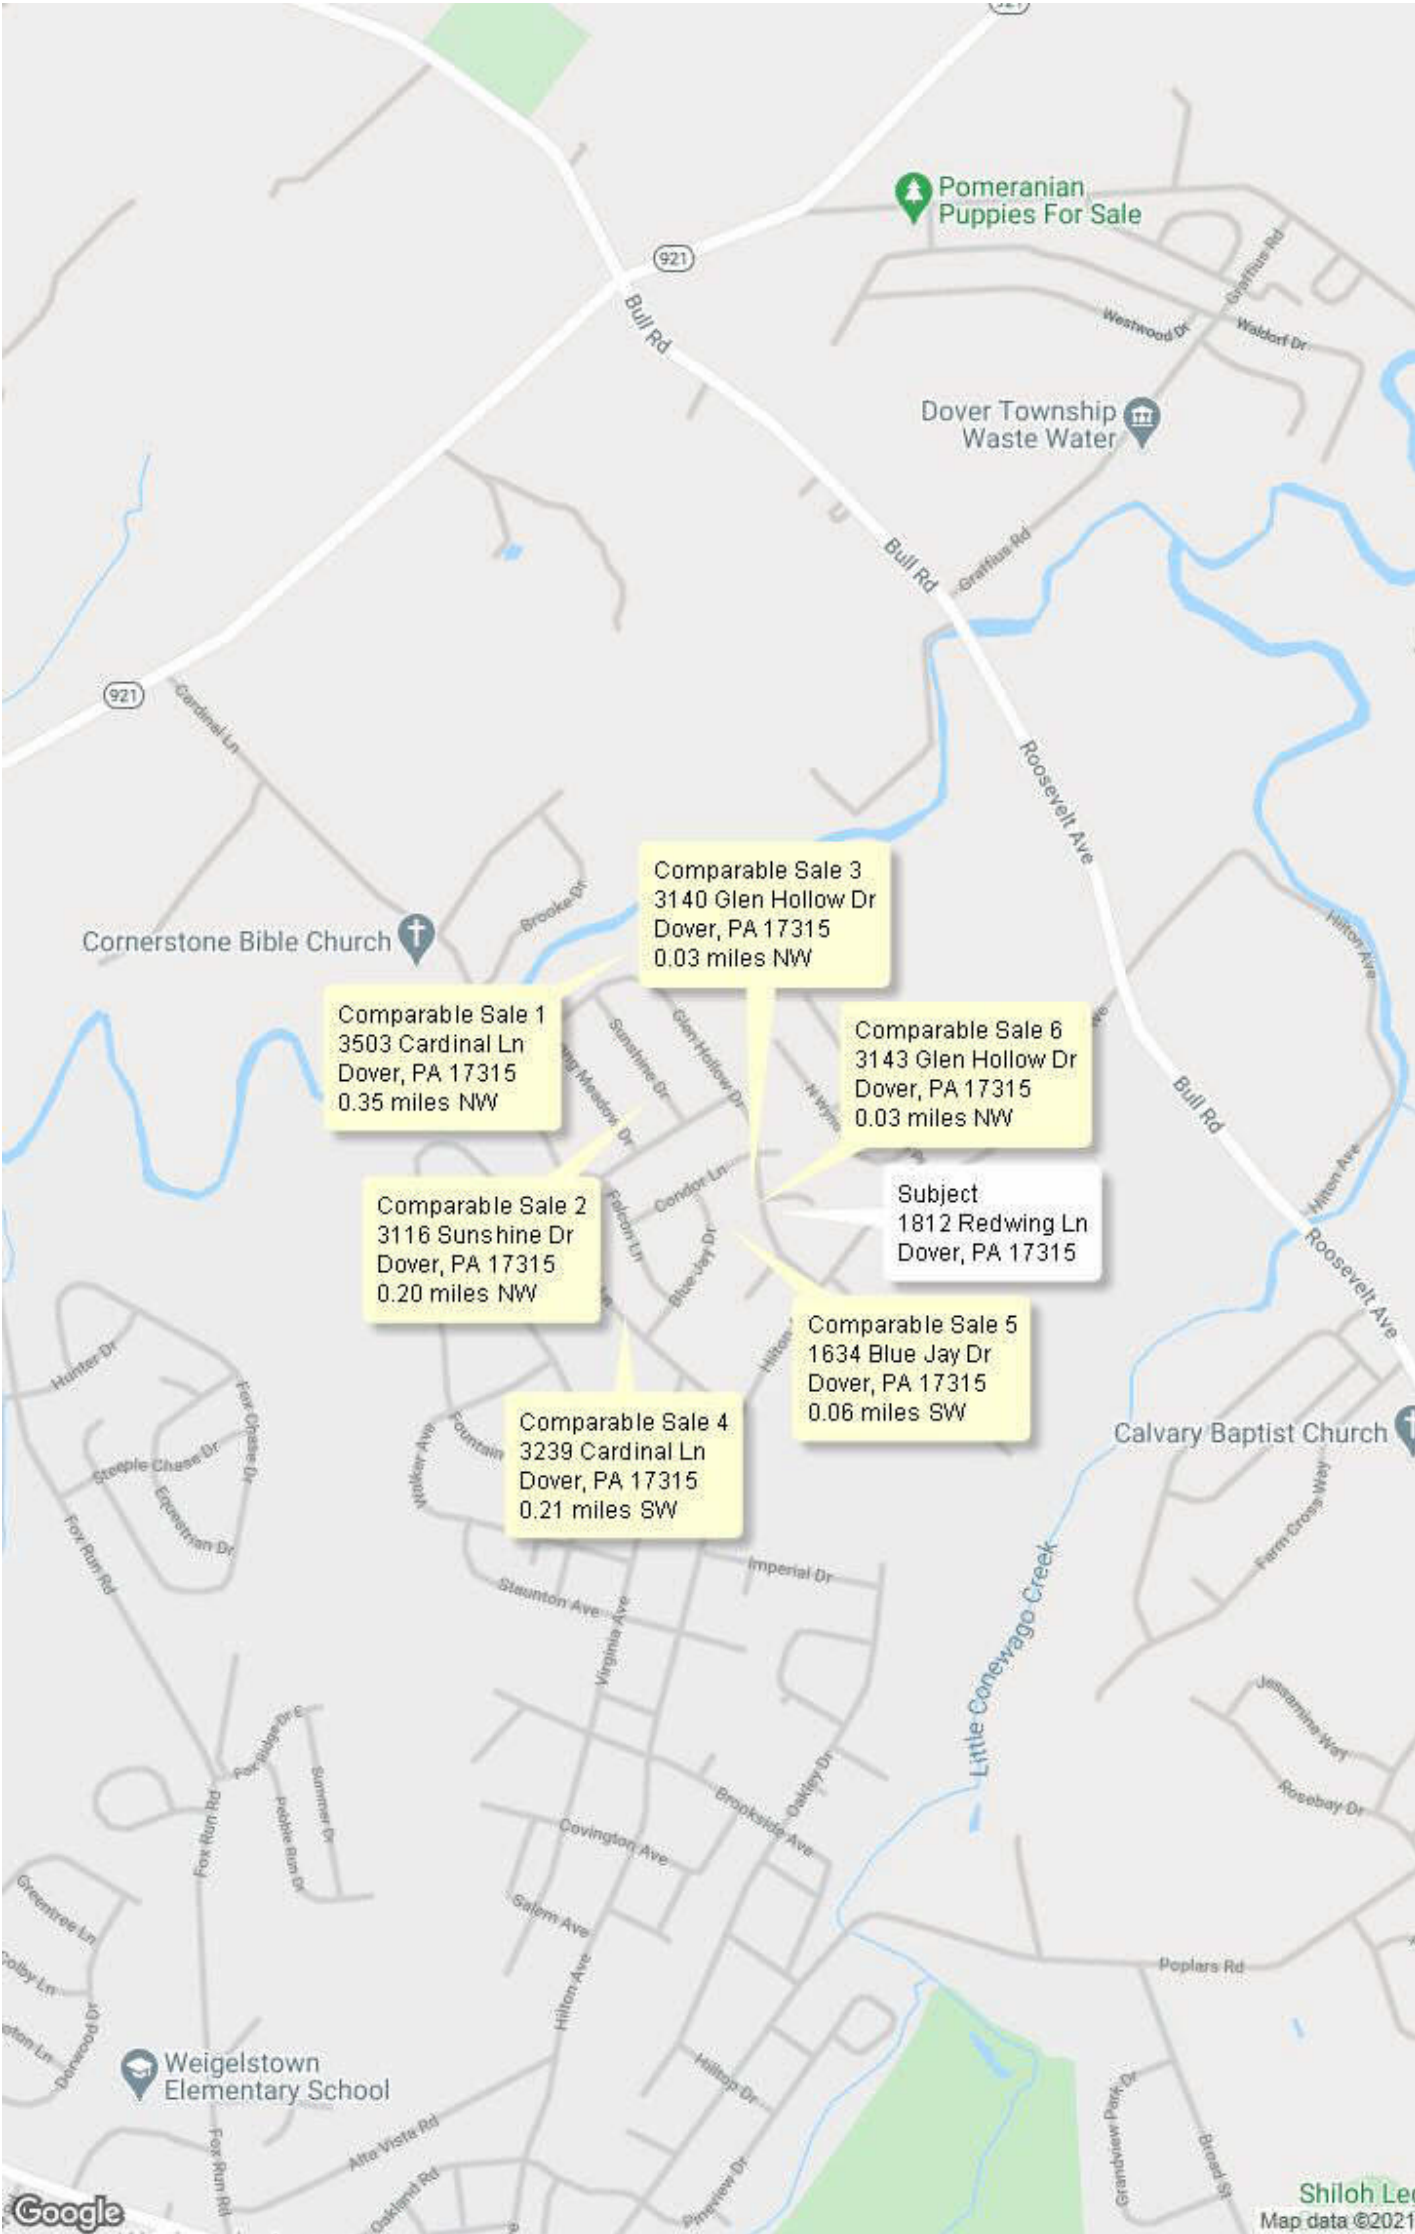 Pomeranian
Puppies For Sale
921
Bull Rd
Graffius Rd
Westwood Dr
Waldorf Dr
Dover Township
Waste Water
Bull Rd
Graffius Rd
921
Cardinal Ln
Roosevelt Ave
Comparable Sale 3
3140 Glen Hollow Dr
Dover, PA 17315
0.03 miles NW
Brooke Dr
Cornerstone Bible Church
Hilton Ave
Comparable Sale 1
3503 Cardinal Ln
Dover, PA 17315
0.35 miles NW
Sunshine Dr
Glen Hollow Dr
Meadow Dr
Comparable Sale 6
3143 Glen Hollow Dr
Dover, PA 17315
0.03 miles NW
Bull Rd
Condor Ln
Subject
1812 Redwing Ln
Dover, PA 17315
Hilton Ave
Comparable Sale 2
3116 Sunshine Dr
Dover, PA 17315
0.20 miles NW
Falcon Ln
Blue Jay Dr
Roosevelt Ave
Comparable Sale 5
1634 Blue Jay Dr
Dover, PA 17315
0.06 miles SW
Hilton
Hunter Dr
Fox Chase Dr
Comparable Sale 4
3239 Cardinal Ln
Dover, PA 17315
0.21 miles SW
Calvary Baptist Church
Walker Ave
Fountain
Steeple Chase Dr
Equestrian Dr
Farm Cross Way
Fox Run Rd
Imperial Dr
Staunton Ave
Virginia Ave
Little Conewago Creek
Jessamine Way
Fox Ridge Dr E
Summer Dr
Pebble Run Dr
Fox Run Rd
Oakley Dr
Brookside Ave
Rosebay Dr
Covington Ave
Salem Ave
Greentree Ln
Colby Ln
Poplars Rd
Hilton Ave
Dorwood Dr
Weigelstown
Elementary School
Hilltop Dr
Grandview Park Dr
Fox Run Rd
Alta Vista Rd
Broad St
Oakland Rd
Pineview Dr
Shiloh
Google
Map data ©2021